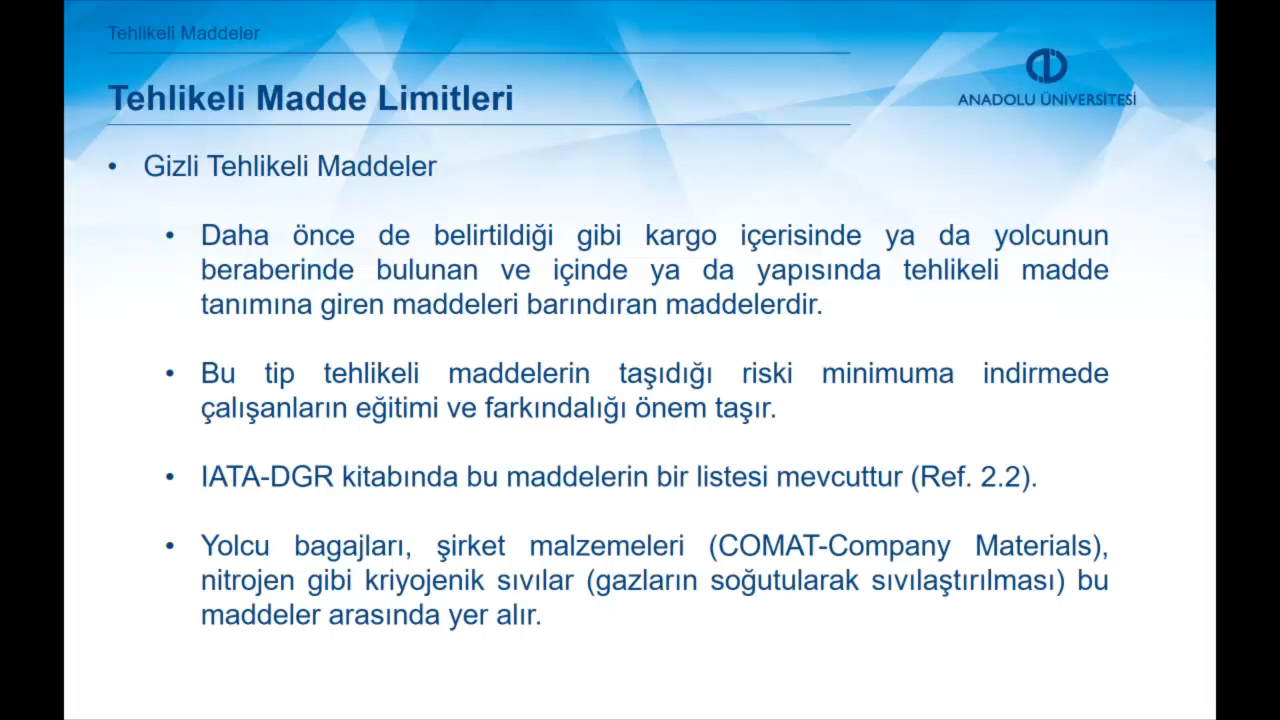 Tehlikeli Maddeler
Tehlikeli Madde Limitleri
ANADOLU ÜNİVERSİTESİ
• Gizli Tehlikeli Maddeler
• Daha önce de belirtildiği gibi kargo içerisinde ya da yolcunun
beraberinde bulunan ve içinde ya da yapısında tehlikeli madde
tanımına giren maddeleri barındıran maddelerdir.
• Bu tip tehlikeli maddelerin taşıdığı riski minimuma indirmede
çalışanların eğitimi ve farkındalığı önem taşır.
• IATA-DGR kitabında bu maddelerin bir listesi mevcuttur (Ref. 2.2).
• Yolcu bagajları, şirket malzemeleri (COMAT-Company Materials),
nitrojen gibi kriyojenik sıvılar (gazların soğutularak sıvılaştırılması) bu
maddeler arasında yer alır.